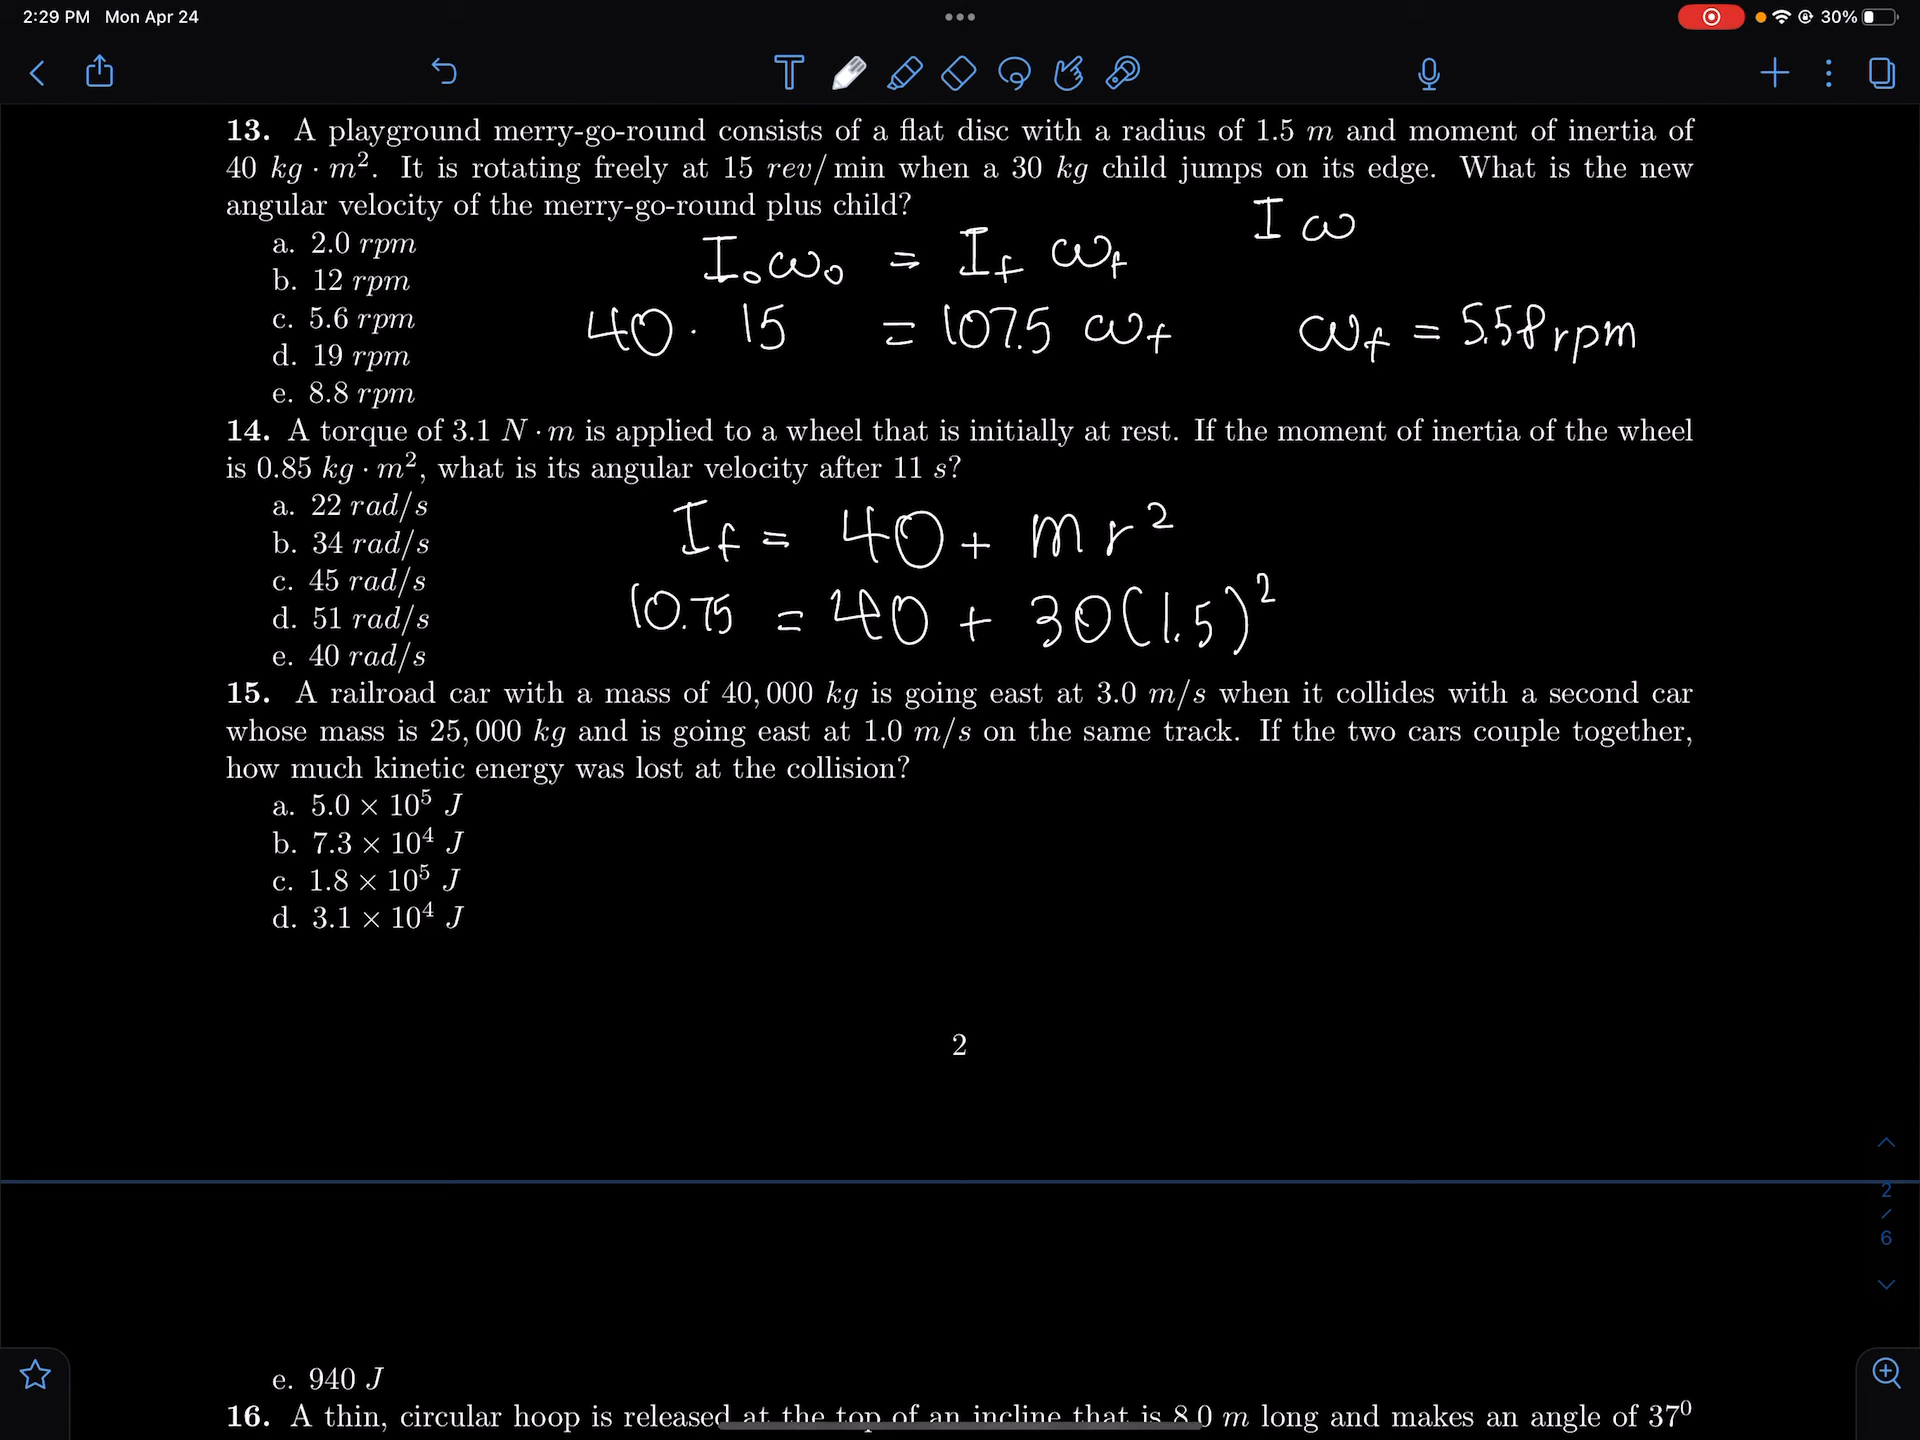 2:29 PM Mon Apr 24
30%
13. A playground merry-go-round consists of a flat disc with a radius of 1.5 m and moment of inertia of
40 kg · m². It is rotating freely at 15 rev/min when a 30 kg child jumps on its edge. What is the new
angular velocity of the merry-go-round plus child?
I ω
a. 2.0 rpm
I₀ω₀ = I_f ω_f
b. 12 rpm
c. 5.6 rpm
40 · 15 = 107.5 ω_f
ω_f = 5.58 rpm
d. 19 rpm
e. 8.8 rpm
14. A torque of 3.1 N · m is applied to a wheel that is initially at rest. If the moment of inertia of the wheel
is 0.85 kg · m², what is its angular velocity after 11 s?
a. 22 rad/s
I_f = 40 + m r²
b. 34 rad/s
c. 45 rad/s
10.75 = 40 + 30(1.5)²
d. 51 rad/s
e. 40 rad/s
15. A railroad car with a mass of 40,000 kg is going east at 3.0 m/s when it collides with a second car
whose mass is 25,000 kg and is going east at 1.0 m/s on the same track. If the two cars couple together,
how much kinetic energy was lost at the collision?
a. 5.0 × 10⁵ J
b. 7.3 × 10⁴ J
c. 1.8 × 10⁵ J
d. 3.1 × 10⁴ J
2
2
/
6
e. 940 J
16. A thin, circular hoop is released at the top of an incline that is 8.0 m long and makes an angle of 37⁰